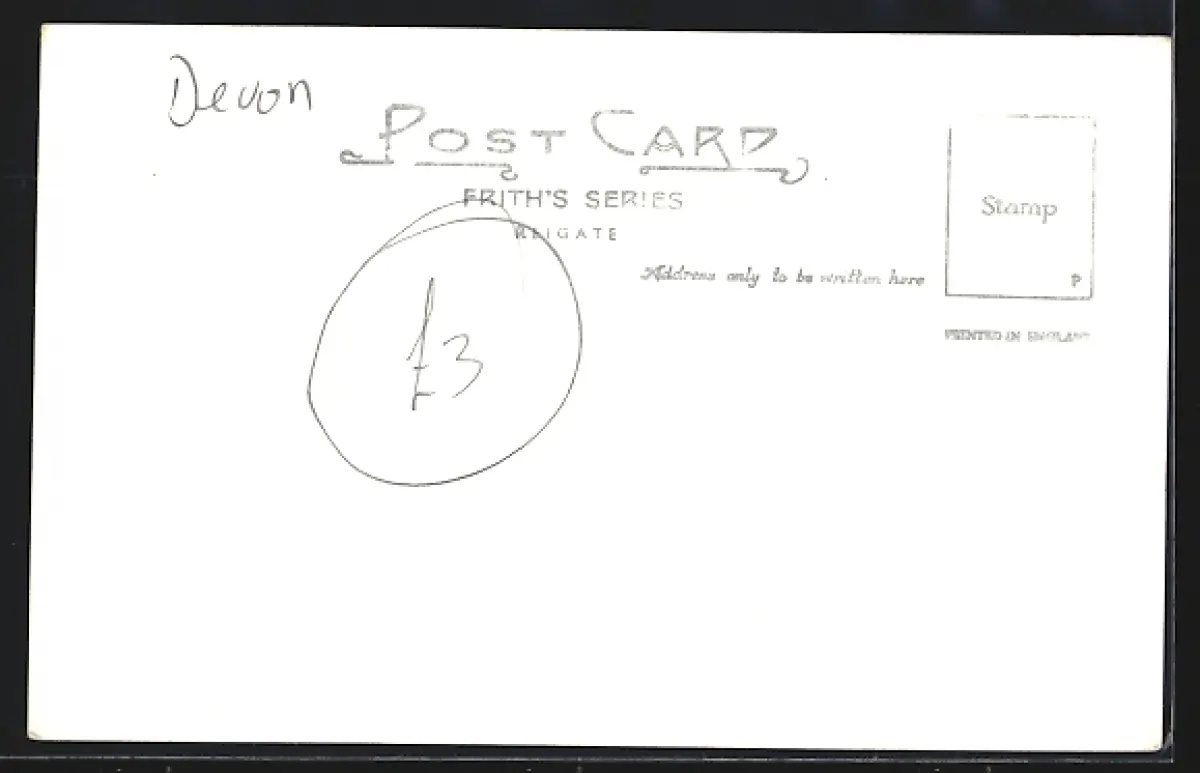 Devon
POST CARD
FRITH'S SERIES
REIGATE
Stamp
P
Address only to be written here
PRINTED IN ENGLAND
£3